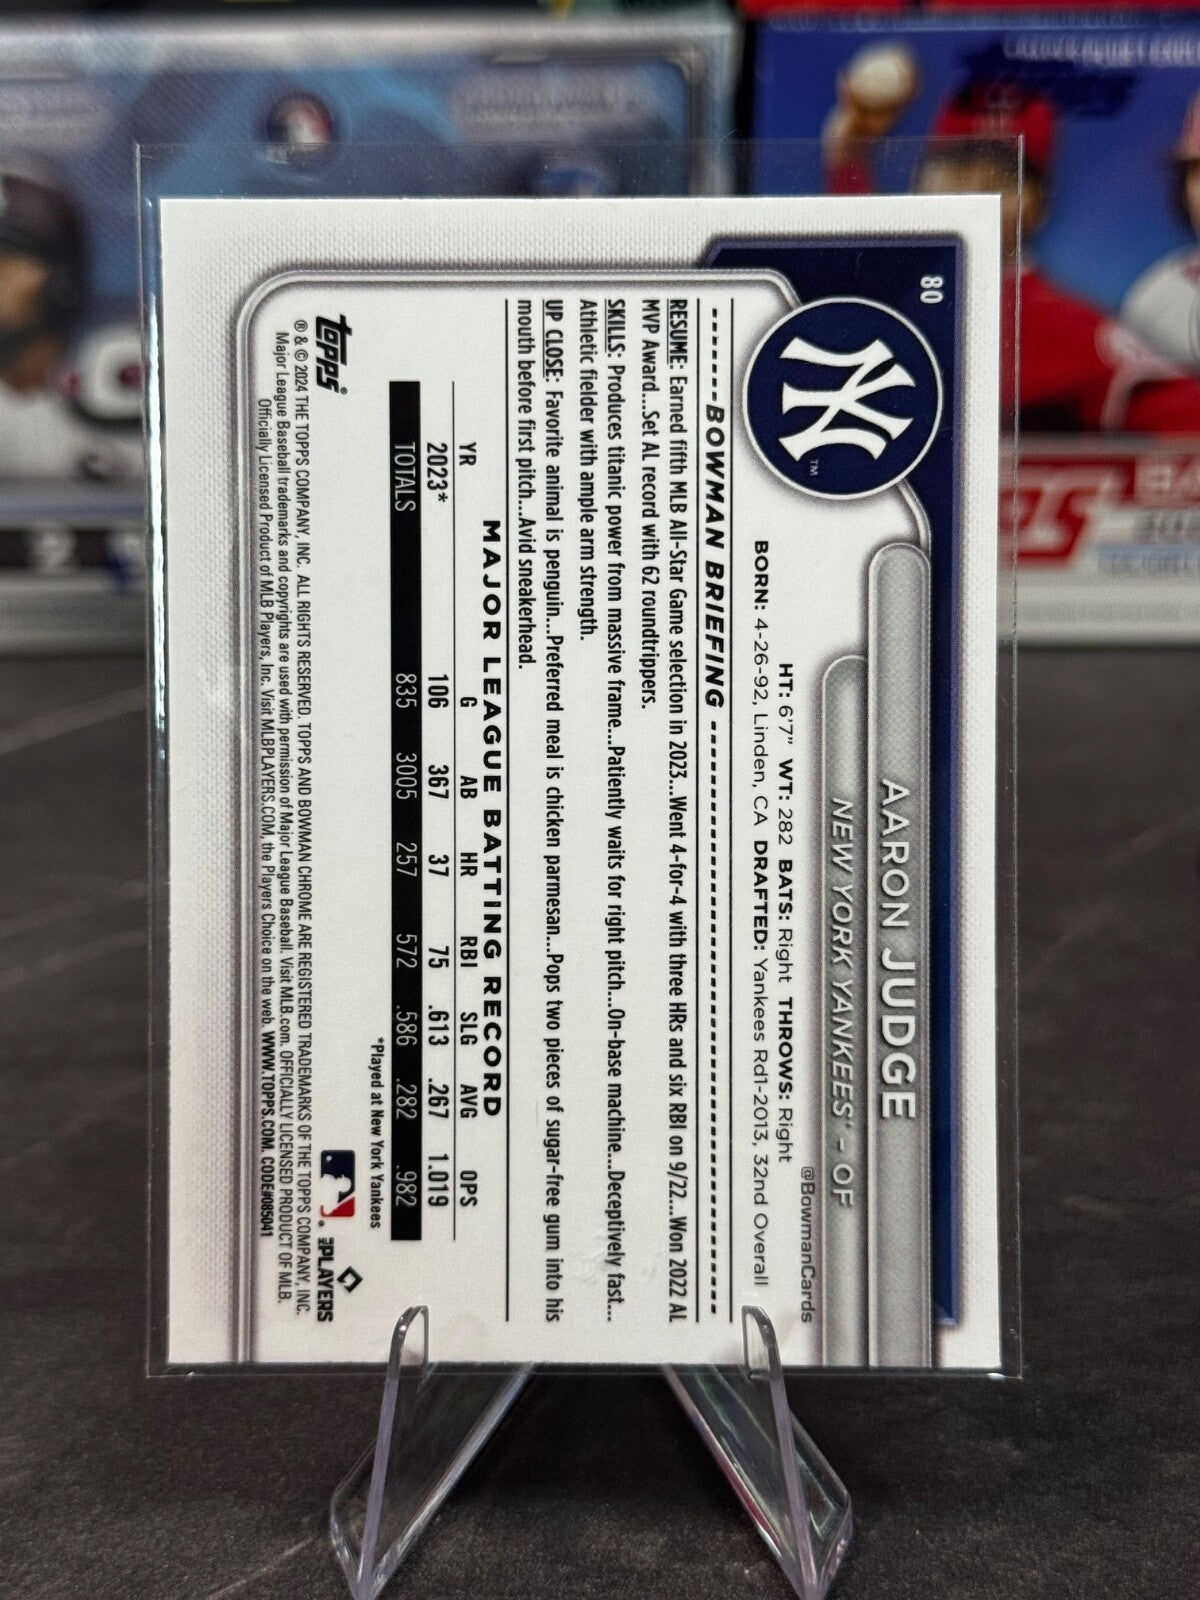 80
AARON JUDGE
NEW YORK YANKEES® - OF
@BowmanCards
HT: 6'7" WT: 282 BATS: Right THROWS: Right
BORN: 4-26-92, Linden, CA DRAFTED: Yankees Rd1-2013, 32nd Overall
NY
TM
BOWMAN BRIEFING
RESUME: Earned fifth MLB All-Star Game selection in 2023...Went 4-for-4 with three HRs and six RBI on 9/22...Won 2022 AL
MVP Award...Set AL record with 62 roundtrippers.
SKILLS: Produces titanic power from massive frame...Patiently waits for right pitch...On-base machine...Deceptively fast...
Athletic fielder with ample arm strength.
UP CLOSE: Favorite animal is penguin...Preferred meal is chicken parmesan...Pops two pieces of sugar-free gum into his
mouth before first pitch...Avid sneakerhead.
MAJOR LEAGUE BATTING RECORD
YR G AB HR RBI SLG AVG OPS
2023* 106 367 37 75 .613 .267 1.019
TOTALS 835 3005 257 572 .586 .282 .982
*Played at New York Yankees
topps®
MLB PLAYERS
® & © 2024 THE TOPPS COMPANY, INC. ALL RIGHTS RESERVED. TOPPS AND BOWMAN CHROME ARE REGISTERED TRADEMARKS OF THE TOPPS COMPANY, INC.
Major League Baseball trademarks and copyrights are used with permission of Major League Baseball. Visit MLB.com. OFFICIALLY LICENSED PRODUCT OF MLB.
Officially Licensed Product of MLB Players, Inc. Visit MLBPLAYERS.COM, the Players Choice on the web. WWW.TOPPS.COM. CODE#085041